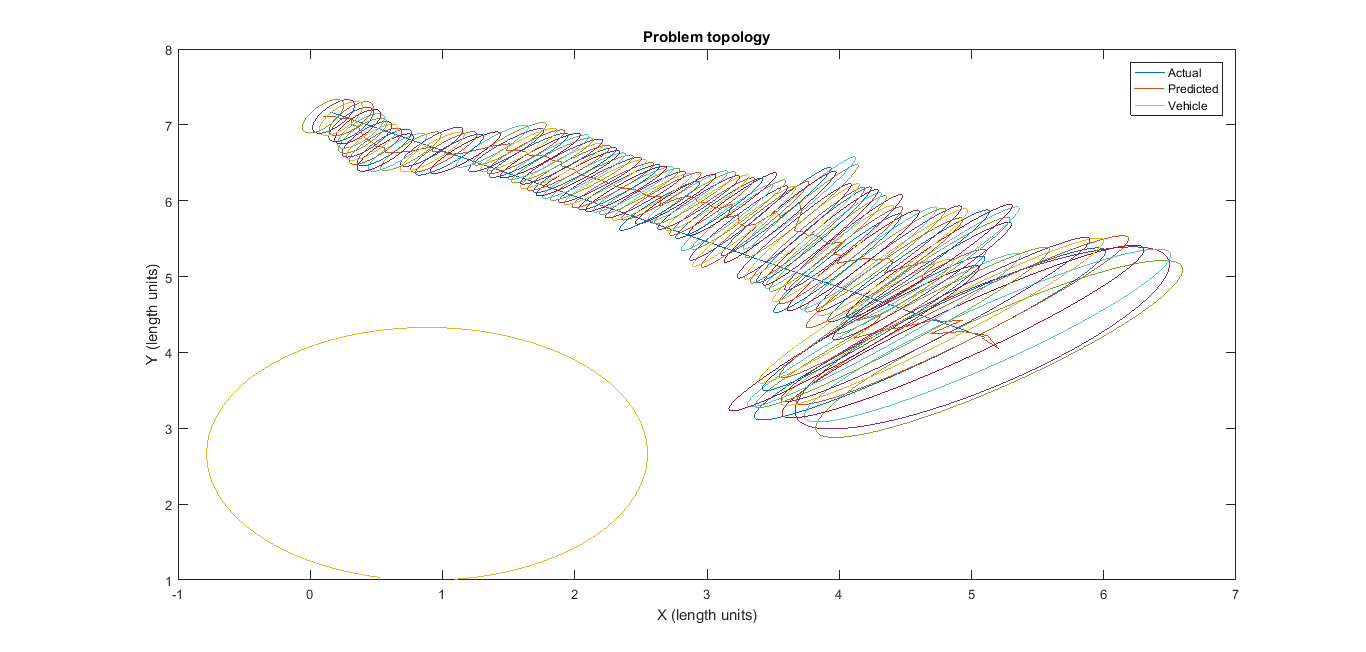 Problem topology
Actual
Predicted
Vehicle
8
7
6
5
4
3
2
1
Y (length units)
-1 0 1 2 3 4 5 6 7
X (length units)